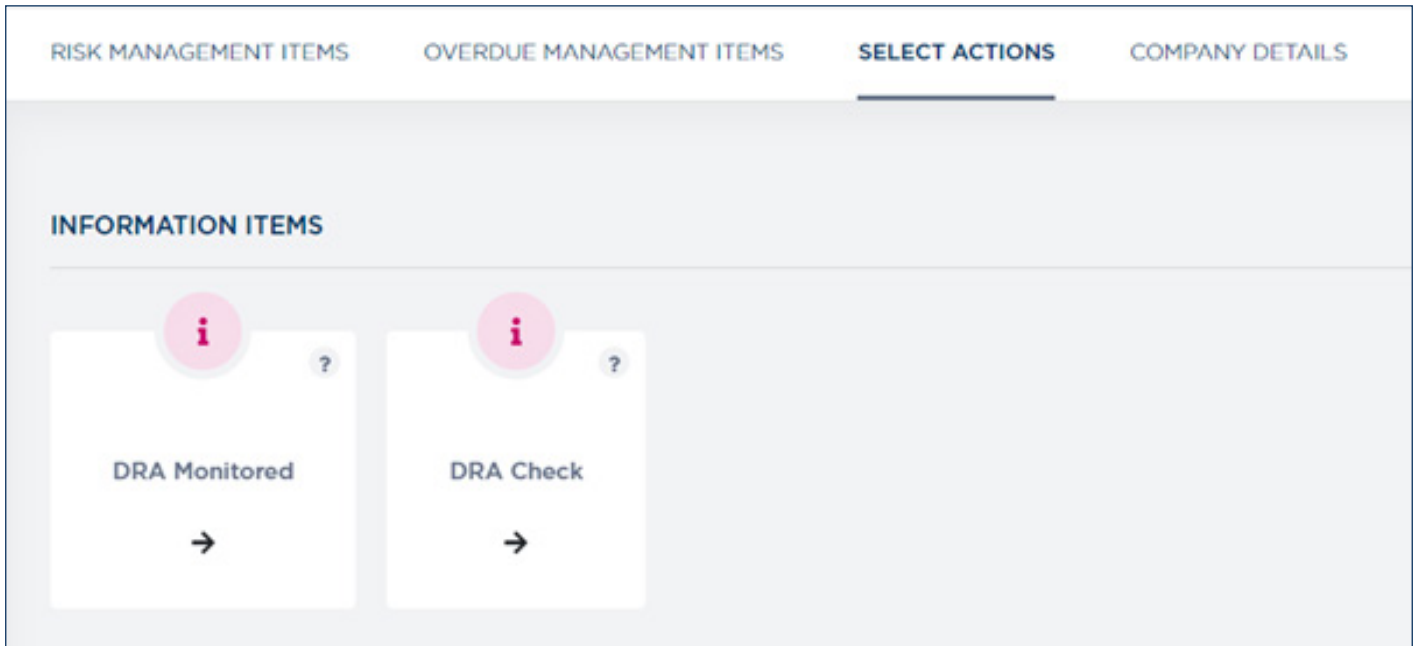 RISK MANAGEMENT ITEMS OVERDUE MANAGEMENT ITEMS SELECT ACTIONS COMPANY DETAILS
INFORMATION ITEMS
i i
? ?
DRA Monitored DRA Check